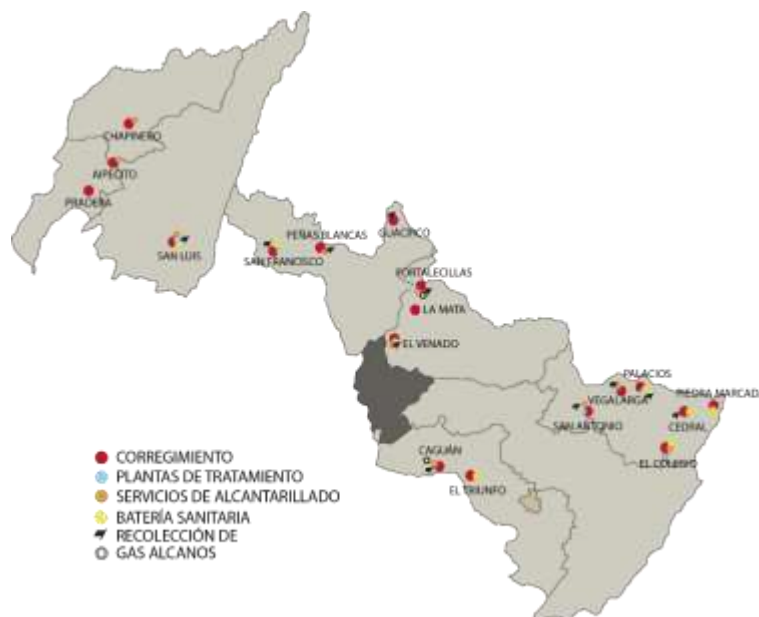 CHAPINERO
AIPECITO
PRADERA
SAN LUIS
PEÑAS BLANCAS
SAN FRANCISCO
GUACIRCO
FORTALECILLAS
LA MATA
EL VENADO
PALACIOS
VEGALARGA
PIEDRA MARCAD
SAN ANTONIO
CEDRAL
EL COLEGIO
CAGUÁN
EL TRIUNFO
CORREGIMIENTO
PLANTAS DE TRATAMIENTO
SERVICIOS DE ALCANTARILLADO
BATERÍA SANITARIA
RECOLECCIÓN DE
GAS ALCANOS